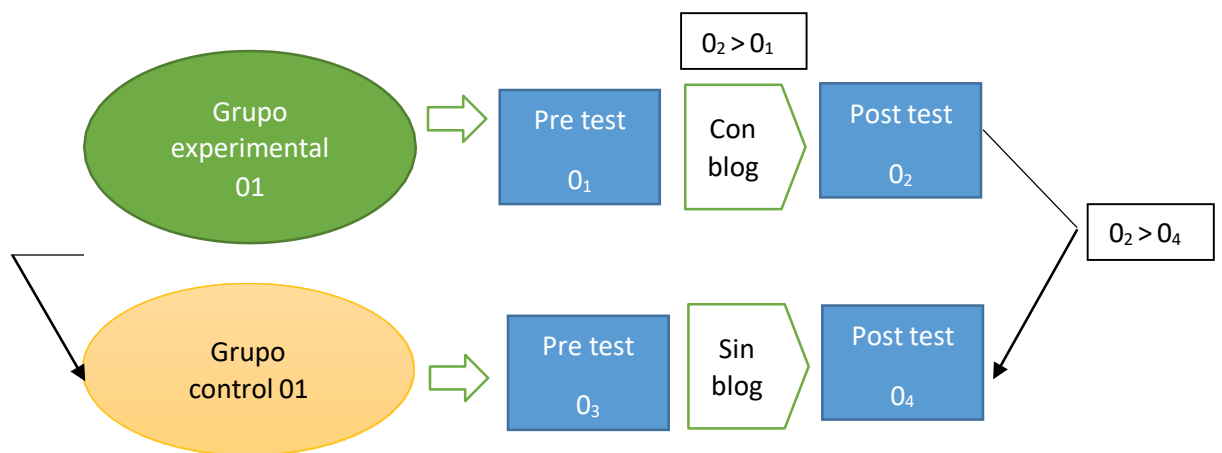 0₂ > 0₁
Grupo
experimental
01
Pre test
0₁
Con
blog
Post test
0₂
0₂ > 0₄
Grupo
control 01
Pre test
0₃
Sin
blog
Post test
0₄